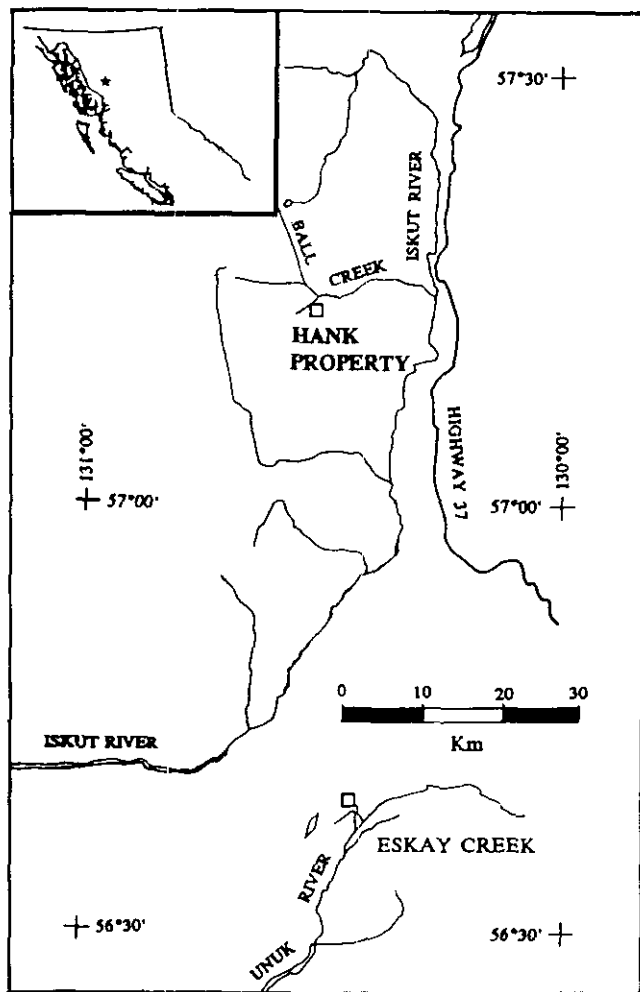 57°30'
ISKUT RIVER
BALL
CREEK
HANK
PROPERTY
131°00'
57°00'
HIGHWAY 37
130°00'
57°00'
0 10 20 30
Km
ISKUT RIVER
ESKAY CREEK
RIVER
UNUK
56°30'
56°30'